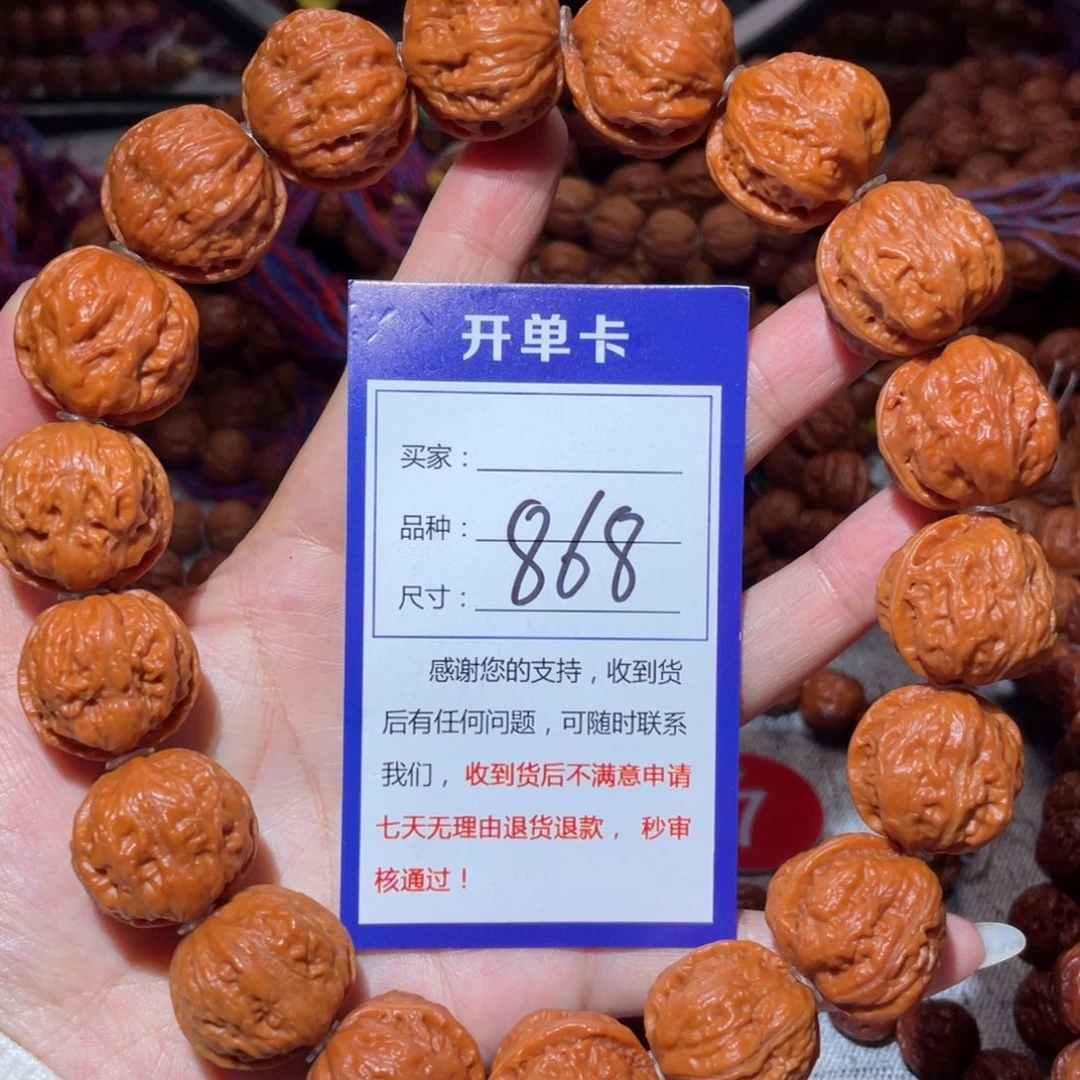 开单卡
买家：
品种：
868
尺寸：
感谢您的支持，收到货
后有任何问题，可随时联系
我们，收到货后不满意申请
七天无理由退货退款，秒审
核通过！
7